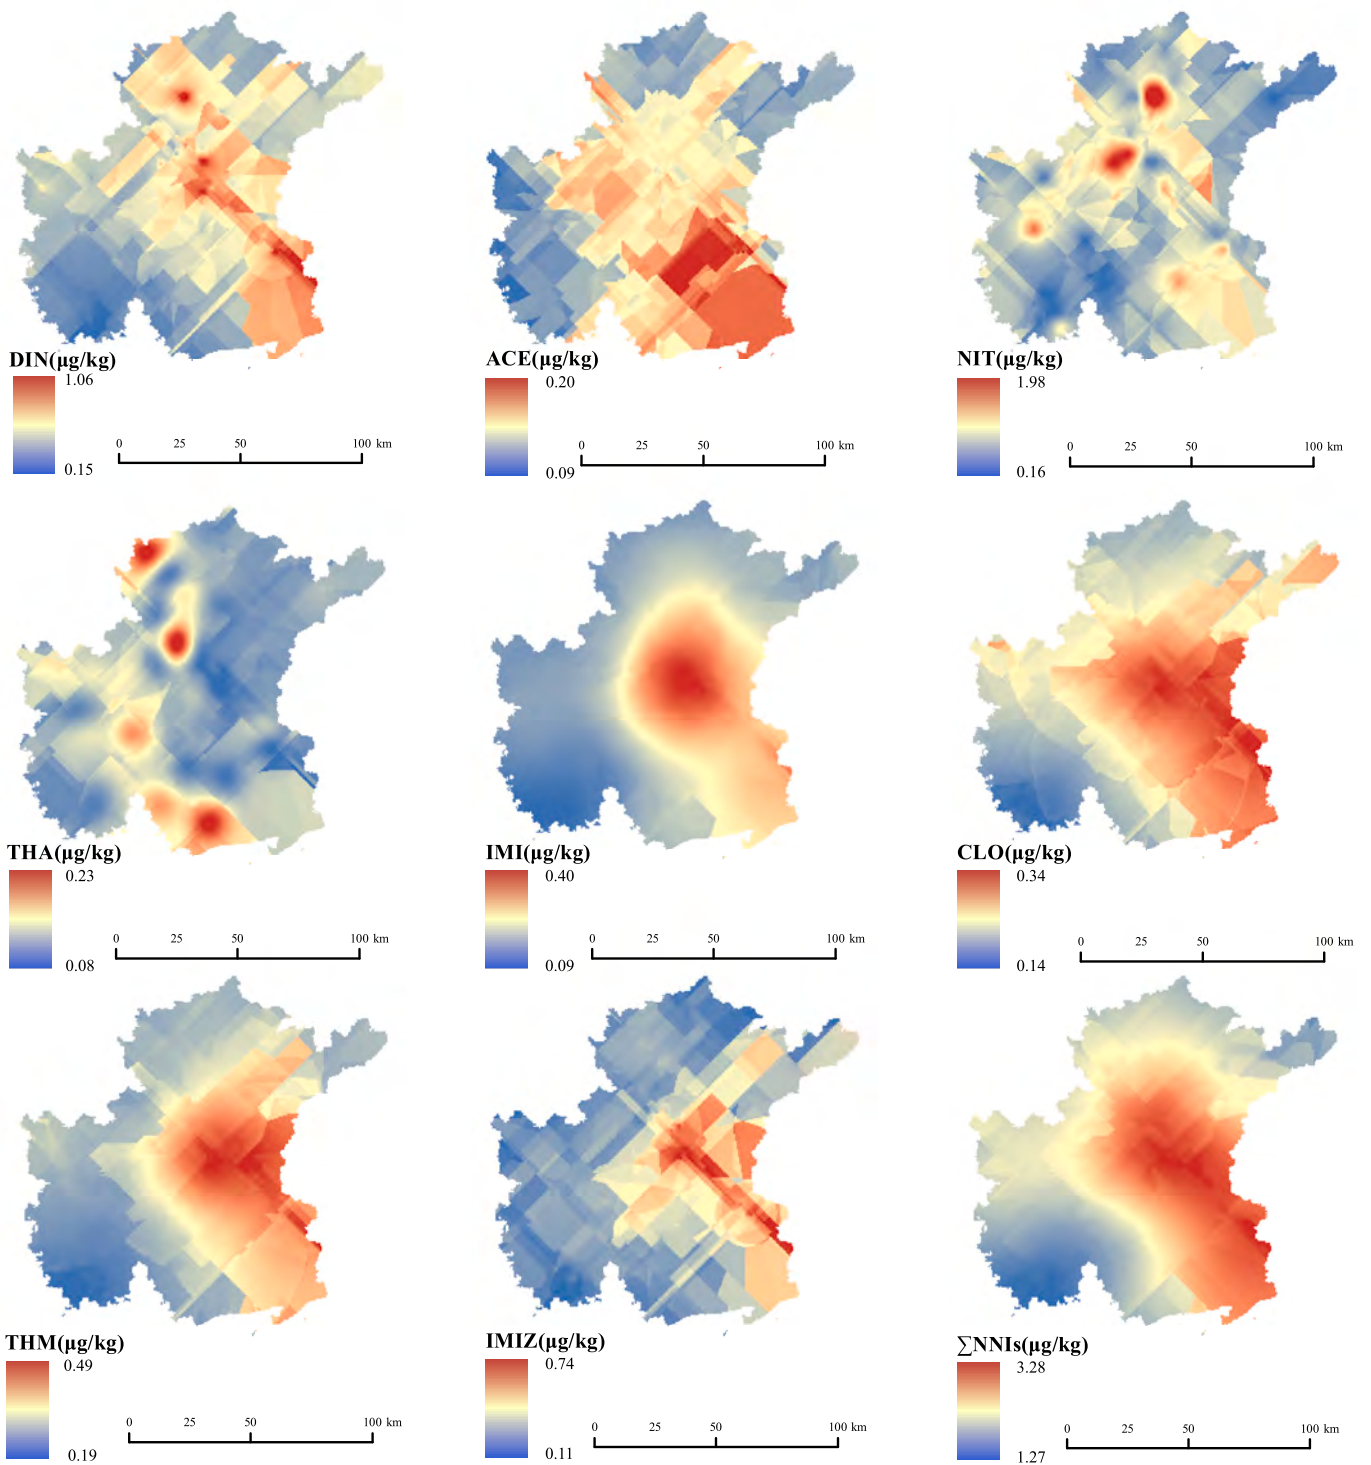 DIN(μg/kg)
1.06
0.15
0 25 50 100 km
ACE(μg/kg)
0.20
0.09
0 25 50 100 km
NIT(μg/kg)
1.98
0.16
0 25 50 100 km
THA(μg/kg)
0.23
0.08
0 25 50 100 km
IMI(μg/kg)
0.40
0.09
0 25 50 100 km
CLO(μg/kg)
0.34
0.14
0 25 50 100 km
THM(μg/kg)
0.49
0.19
0 25 50 100 km
IMIZ(μg/kg)
0.74
0.11
0 25 50 100 km
∑NNIs(μg/kg)
3.28
1.27
0 25 50 100 km